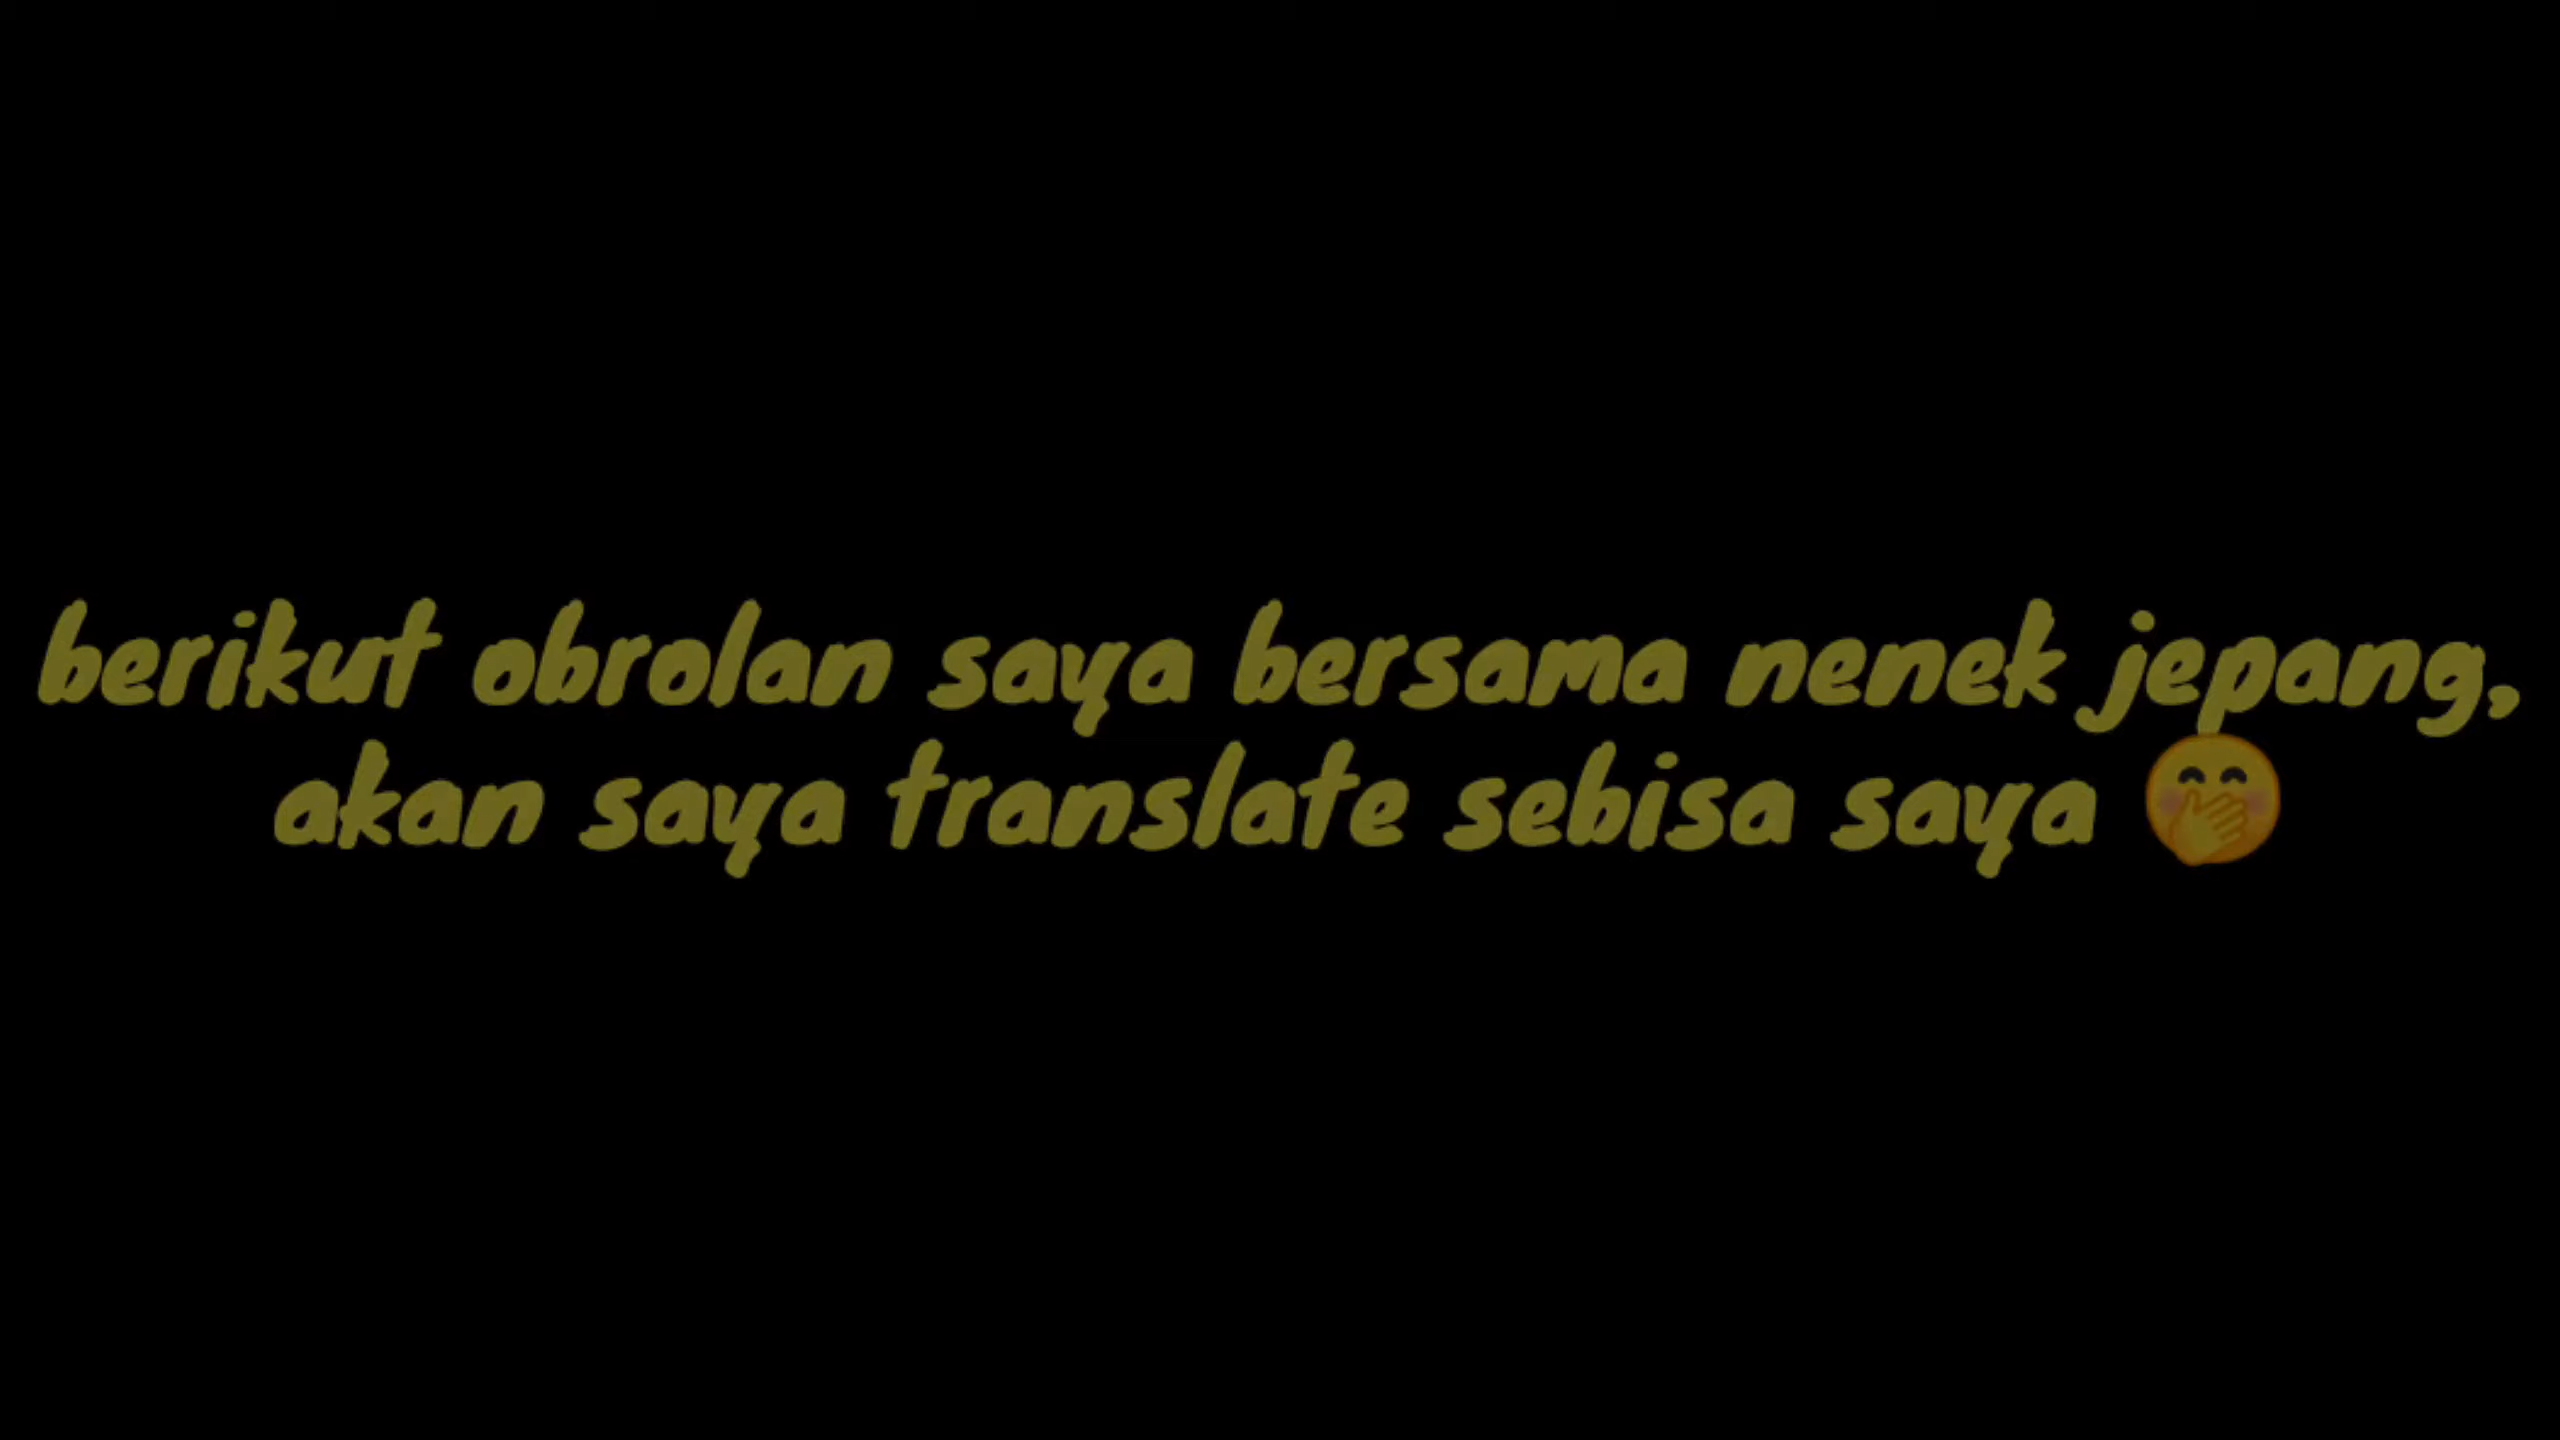 berikut obrolan saya bersama nenek jepang,
akan saya translate sebisa saya 🤭